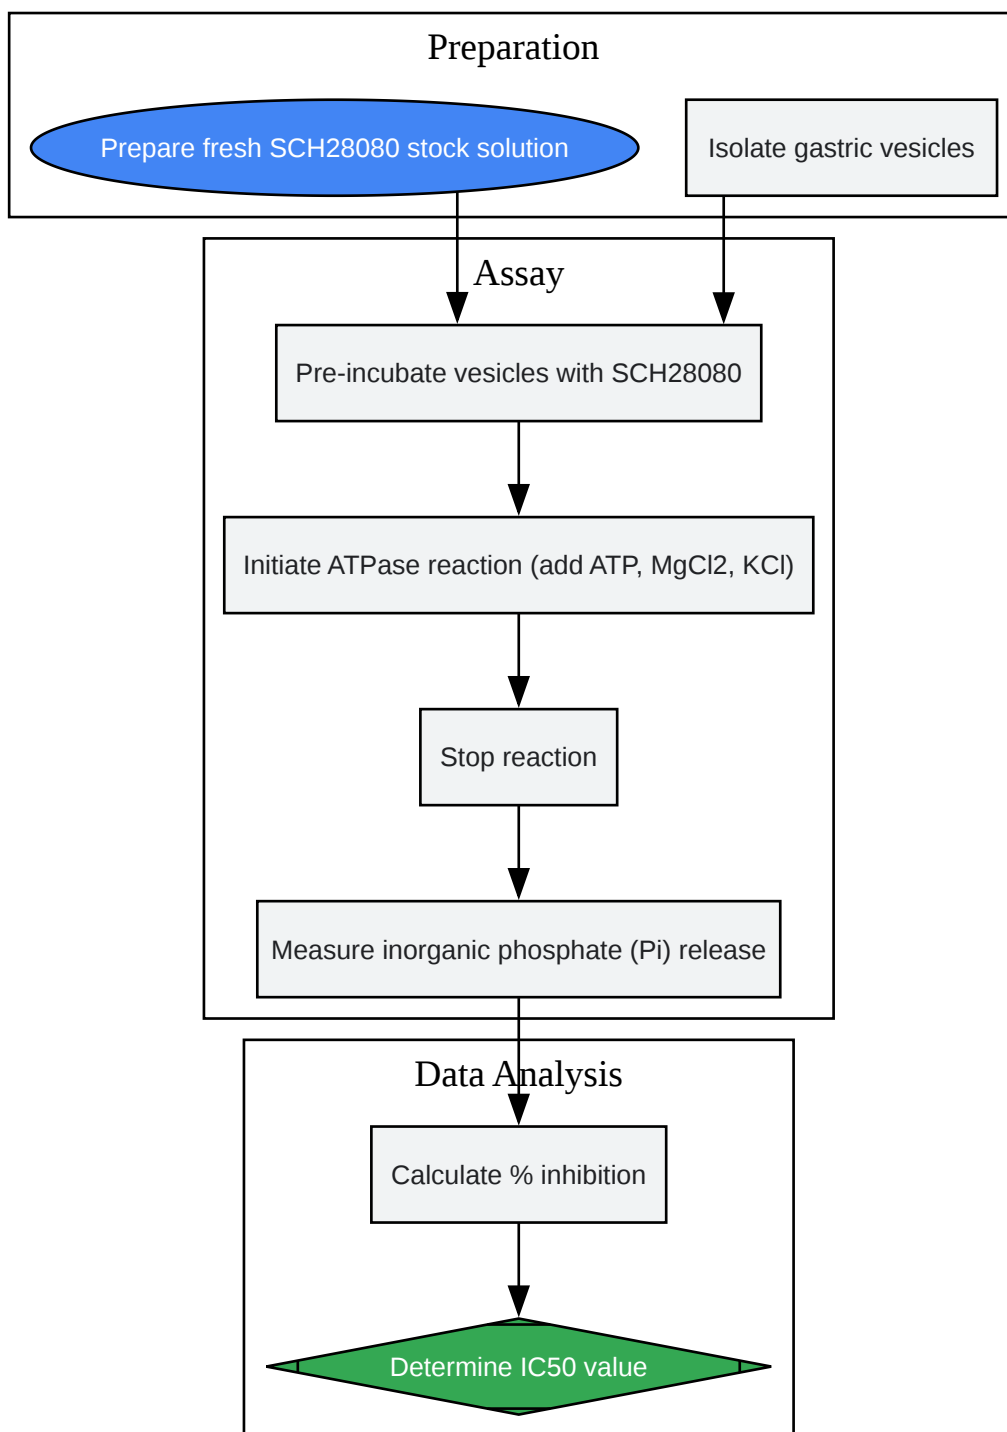 Preparation
Prepare fresh SCH28080 stock solution
Isolate gastric vesicles
Assay
Pre-incubate vesicles with SCH28080
Initiate ATPase reaction (add ATP, MgCl2, KCl)
Stop reaction
Measure inorganic phosphate (Pi) release
Data Analysis
Calculate % inhibition
Determine IC50 value